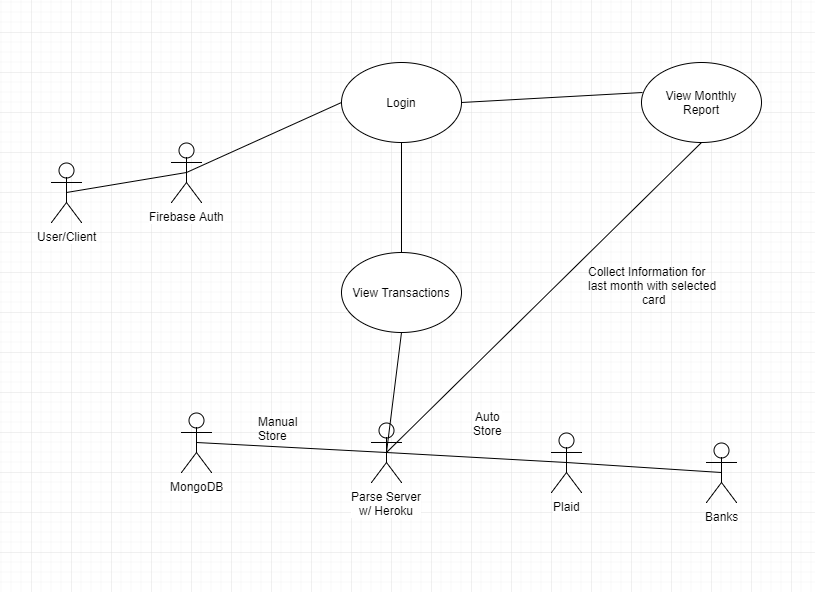 Login
View Monthly
Report
Firebase Auth
User/Client
Collect Information for
last month with selected
card
View Transactions
Manual
Store
Auto
Store
MongoDB
Parse Server
w/ Heroku
Plaid
Banks